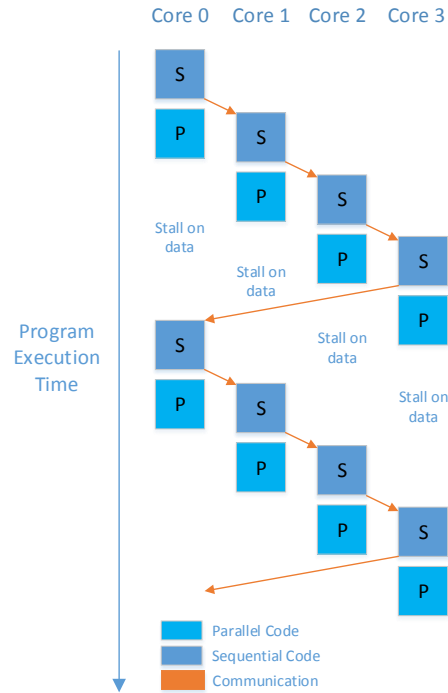 Core 0 Core 1 Core 2 Core 3
S
P
S
P
S
Stall on
data
P
S
Stall on
data
P
Program
Execution
Time
S
Stall on
data
P
S
Stall on
data
P
S
P
S
P
Parallel Code
Sequential Code
Communication